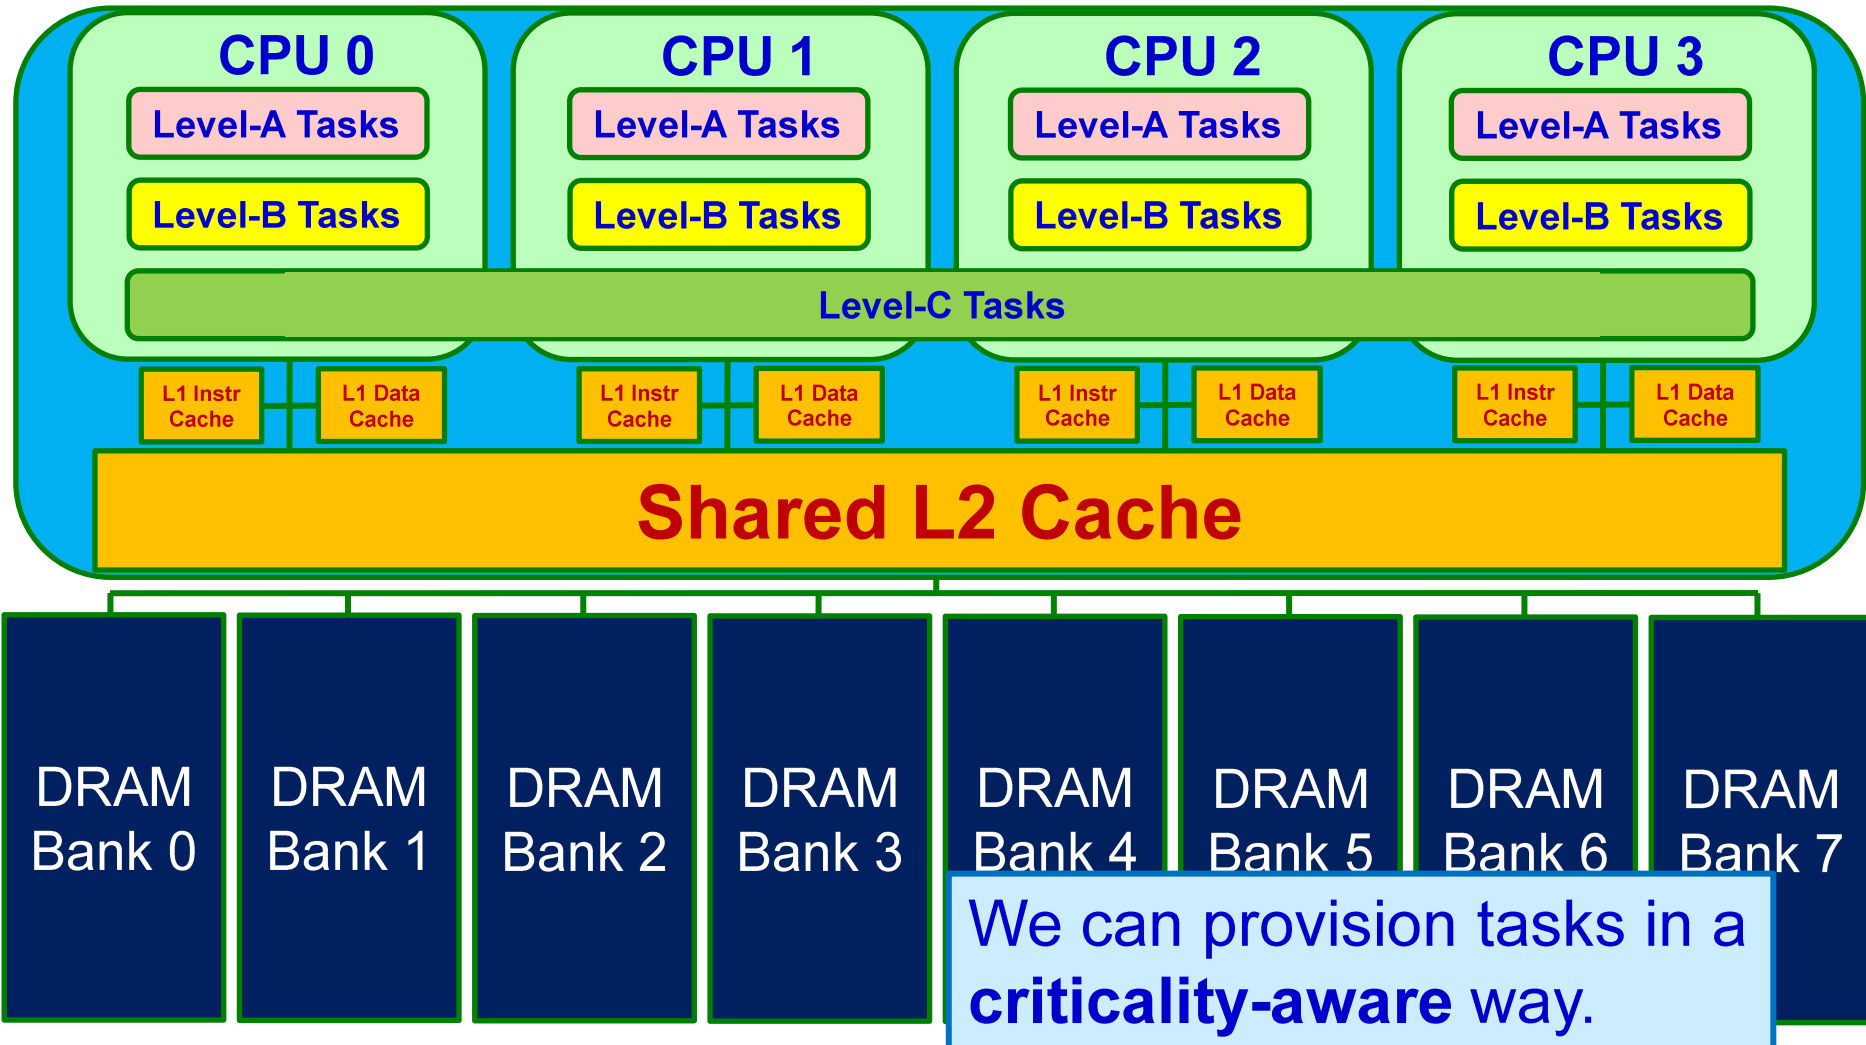 CPU 0
CPU 1
CPU 2
CPU 3
Level-A Tasks
Level-A Tasks
Level-A Tasks
Level-A Tasks
Level-B Tasks
Level-B Tasks
Level-B Tasks
Level-B Tasks
Level-C Tasks
L1 Instr
Cache
L1 Data
Cache
L1 Instr
Cache
L1 Data
Cache
L1 Instr
Cache
L1 Data
Cache
L1 Instr
Cache
L1 Data
Cache
Shared L2 Cache
DRAM
Bank 0
DRAM
Bank 1
DRAM
Bank 2
DRAM
Bank 3
DRAM
Bank 4
DRAM
Bank 5
DRAM
Bank 6
DRAM
Bank 7
We can provision tasks in a
criticality-aware way.